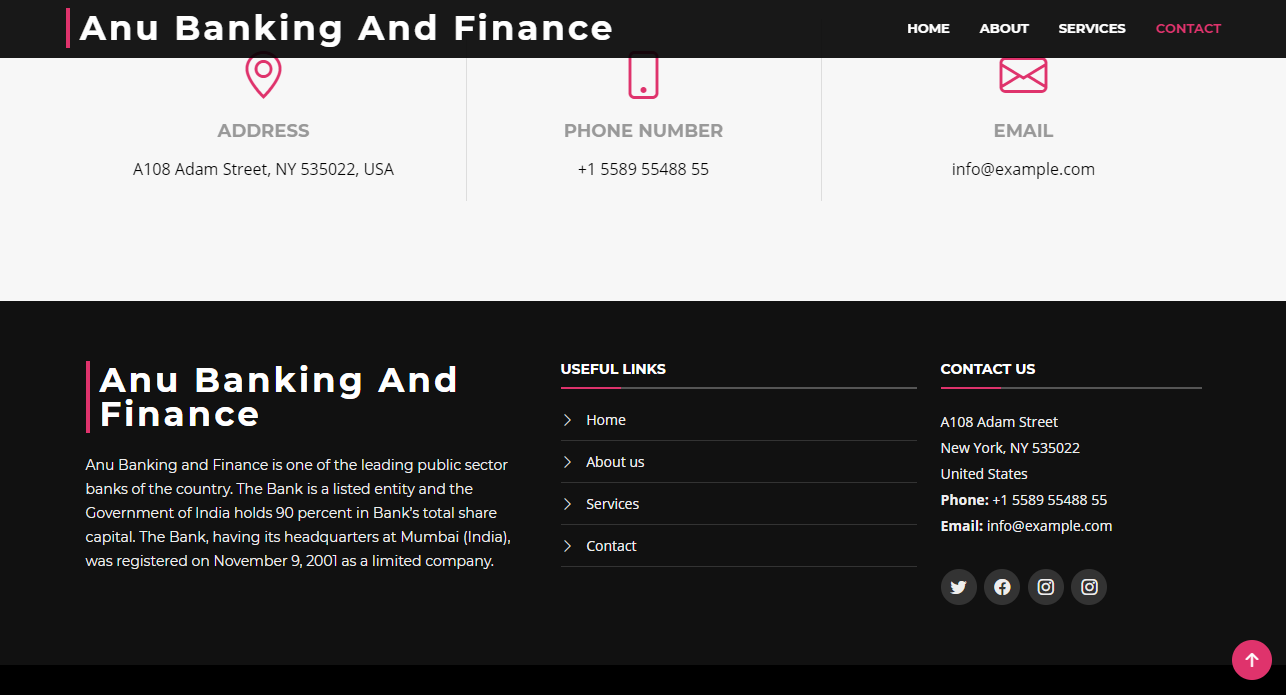 Anu Banking And Finance
HOME
ABOUT
SERVICES
CONTACT
ADDRESS
A108 Adam Street, NY 535022, USA
PHONE NUMBER
+1 5589 55488 55
EMAIL
info@example.com
Anu Banking And
Finance
Anu Banking and Finance is one of the leading public sector
banks of the country. The Bank is a listed entity and the
Government of India holds 90 percent in Bank's total share
capital. The Bank, having its headquarters at Mumbai (India),
was registered on November 9, 2001 as a limited company.
USEFUL LINKS
Home
About us
Services
Contact
CONTACT US
A108 Adam Street
New York, NY 535022
United States
Phone: +1 5589 55488 55
Email: info@example.com